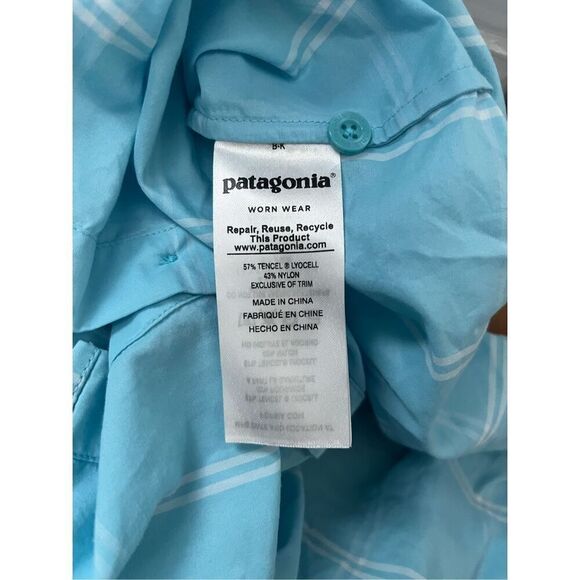 B-K
patagonia®
WORN WEAR
Repair, Reuse, Recycle
This Product
www.patagonia.com
57% TENCEL ® LYOCELL
43% NYLON
EXCLUSIVE OF TRIM
MADE IN CHINA
FABRIQUÉ EN CHINE
HECHO EN CHINA